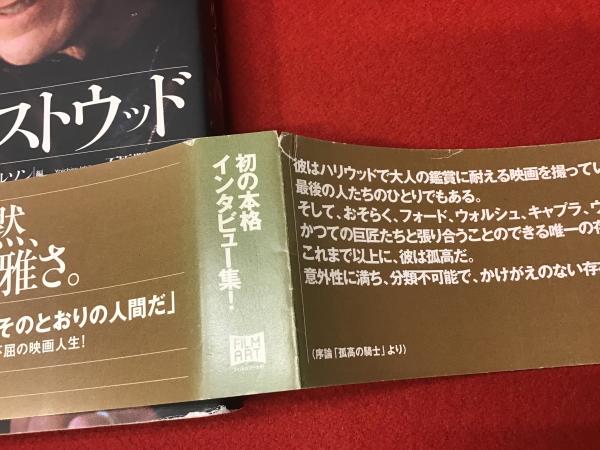 ストウッド
ルソン 編
黙、
雅さ。
そのとおりの人間だ」
屈の映画人生!
初の本格
インタビュー集!
FILM
ART
彼はハリウッドで大人の鑑賞に耐える映画を撮ってい
最後の人たちのひとりでもある。
そして、おそらく、フォード、ウォルシュ、キャプラ、ウ
かつての巨匠たちと張り合うことのできる唯一の存
これまで以上に、彼は孤高だ。
意外性に満ち、分類不可能で、かけがえのない存在
(序論「孤高の騎士」より)